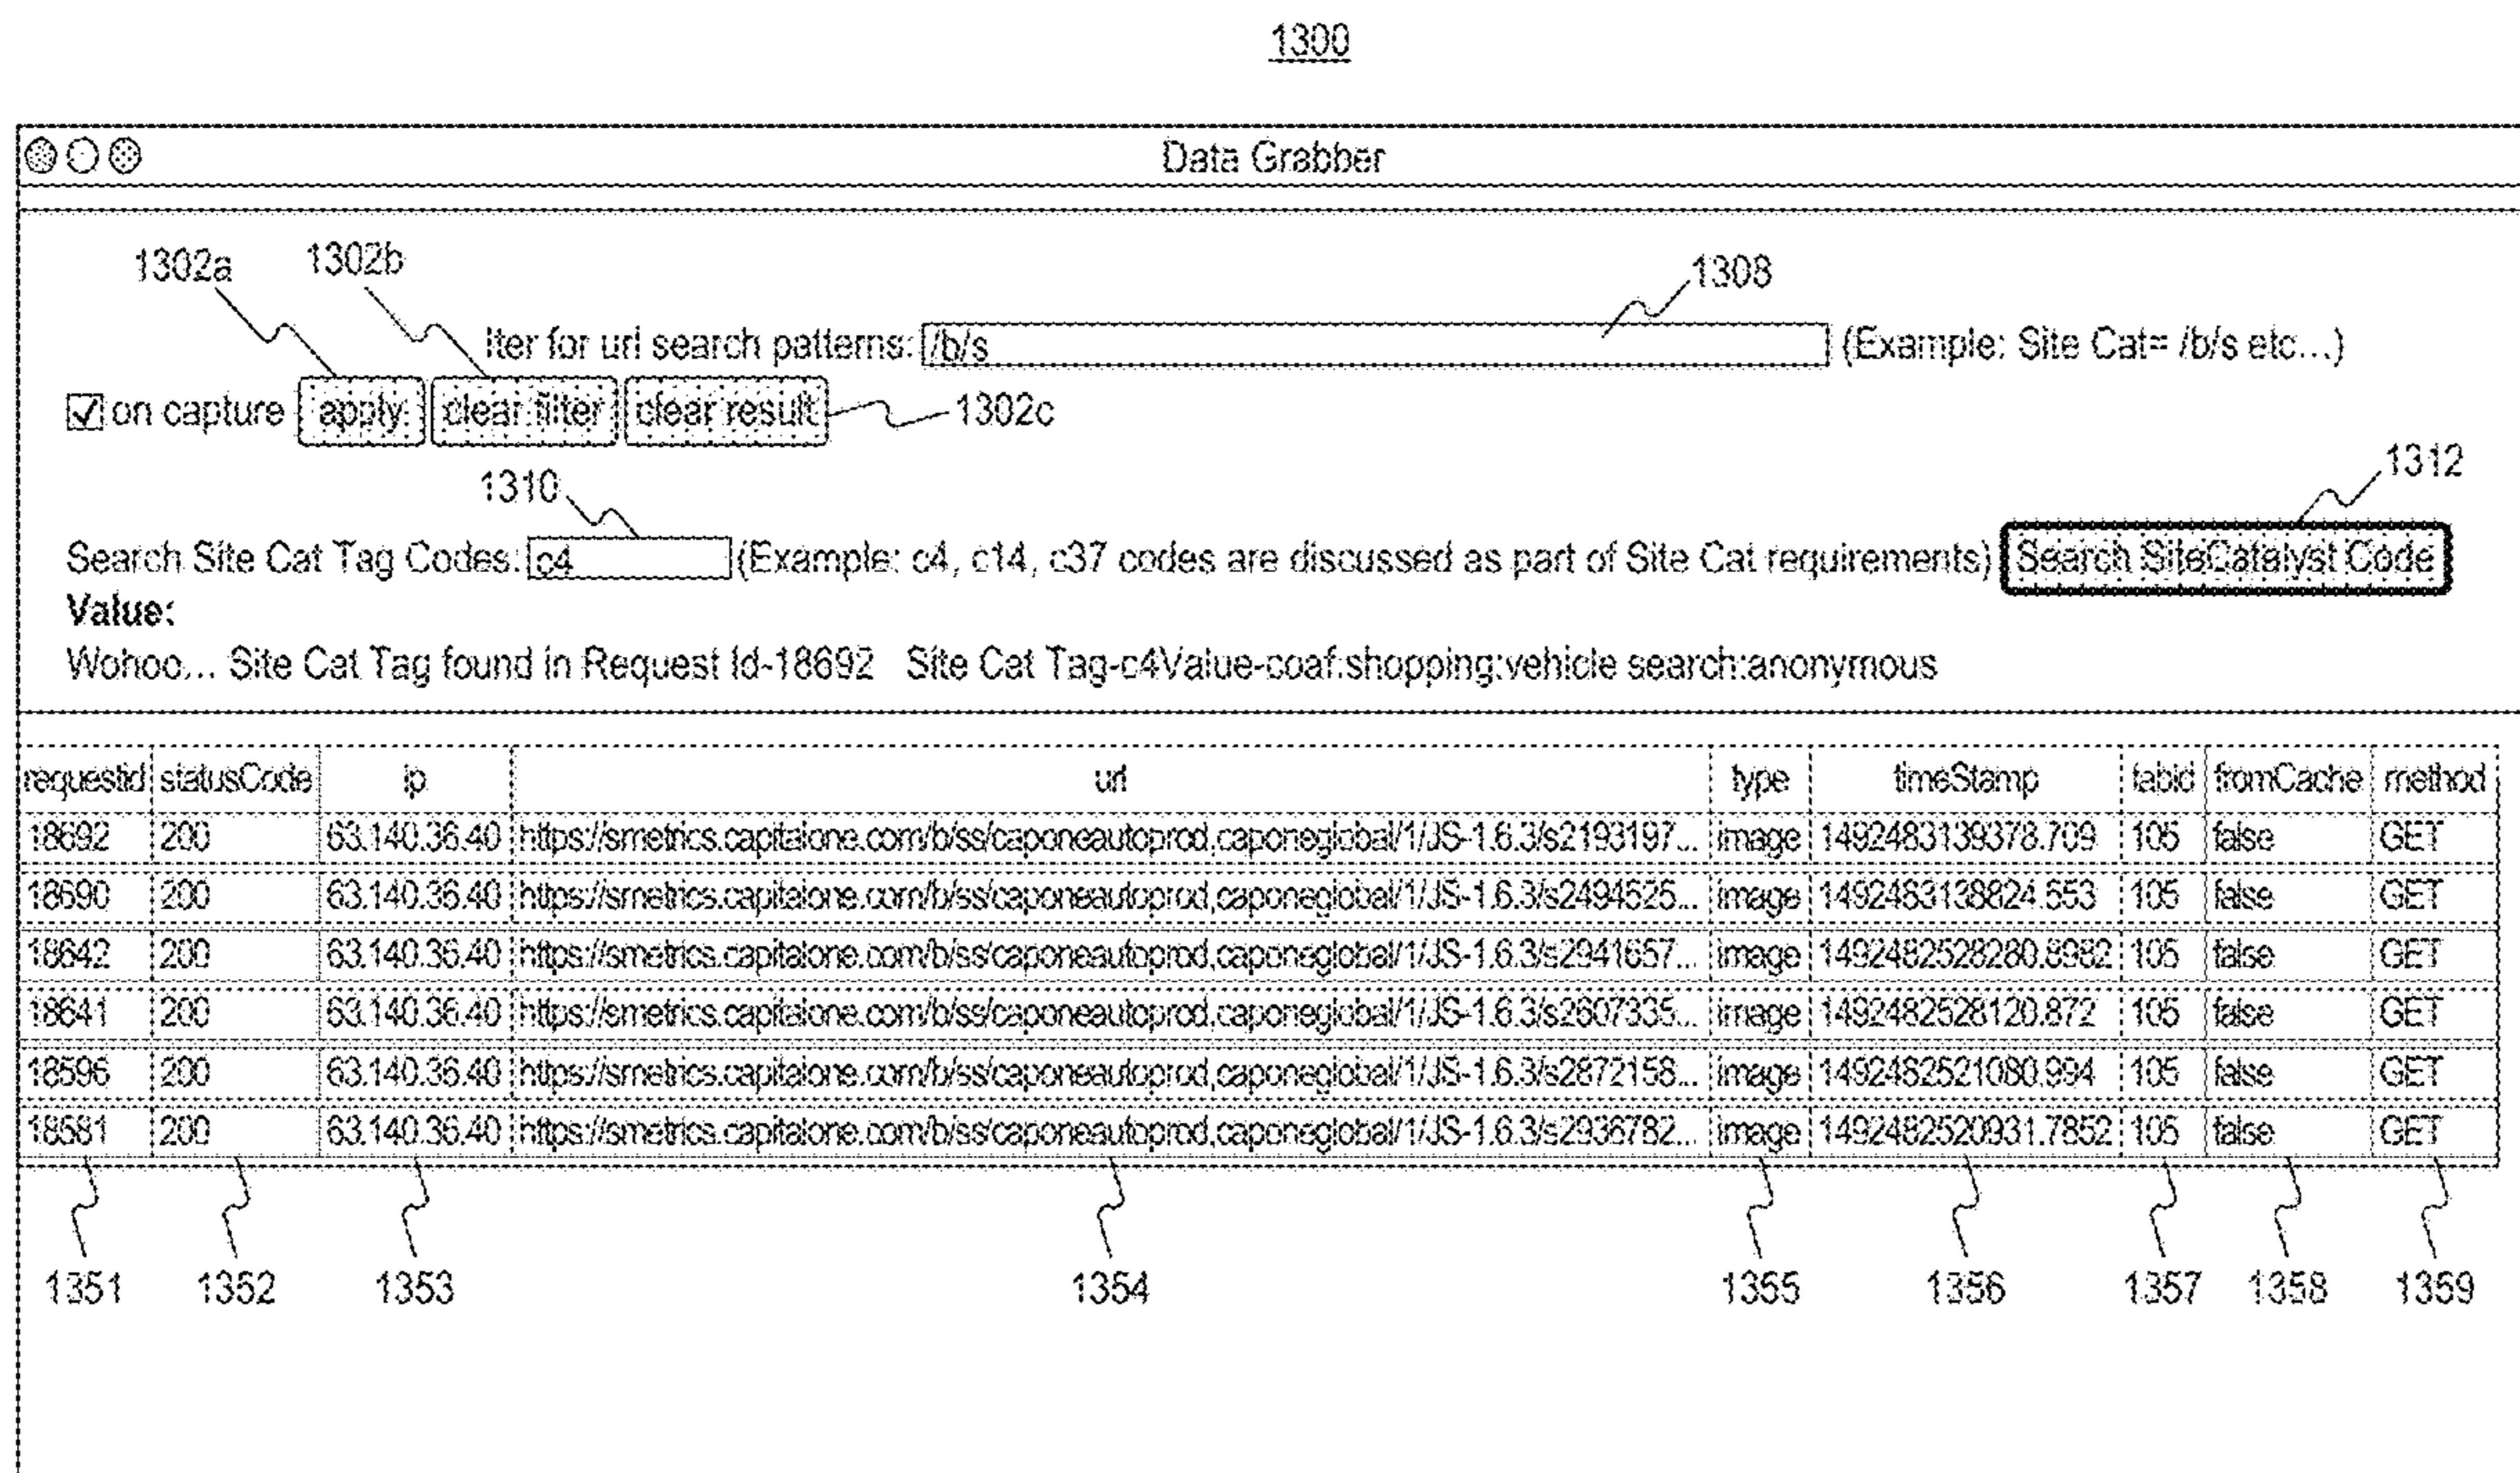 1300
Data Grabber
1302a 1302b 1308
lter for url search patterns: /b/s (Example: Site Cat= /b/s etc...)
on capture apply clear filter clear result 1302c
1310 1312
Search Site Cat Tag Codes: c4 (Example: c4, c14, c37 codes are discussed as part of Site Cat requirements) Search SiteCatalyst Code
Value:
Wohoo... Site Cat Tag found in Request Id-18692 Site Cat Tag-c4Value-coaf:shopping:vehicle search:anonymous
requestid statusCode ip url type timeStamp tabid fromCache method
18692 200 63.140.36.40 https://smetrics.capitalone.com/b/ss/caponeautoprod,caponeglobal/1/JS-1.6.3/s2193197... image 1492483139378.709 105 false GET
18690 200 63.140.36.40 https://smetrics.capitalone.com/b/ss/caponeautoprod,caponeglobal/1/JS-1.6.3/s2494525... image 1492483138824.553 105 false GET
18642 200 63.140.36.40 https://smetrics.capitalone.com/b/ss/caponeautoprod,caponeglobal/1/JS-1.6.3/s2941657... image 1492482528280.8982 105 false GET
18641 200 63.140.36.40 https://smetrics.capitalone.com/b/ss/caponeautoprod,caponeglobal/1/JS-1.6.3/s2607335... image 1492482528120.872 105 false GET
18596 200 63.140.36.40 https://smetrics.capitalone.com/b/ss/caponeautoprod,caponeglobal/1/JS-1.6.3/s2872158... image 1492482521080.994 105 false GET
18581 200 63.140.36.40 https://smetrics.capitalone.com/b/ss/caponeautoprod,caponeglobal/1/JS-1.6.3/s2936782... image 1492482520931.7852 105 false GET
1351 1352 1353 1354 1355 1356 1357 1358 1359